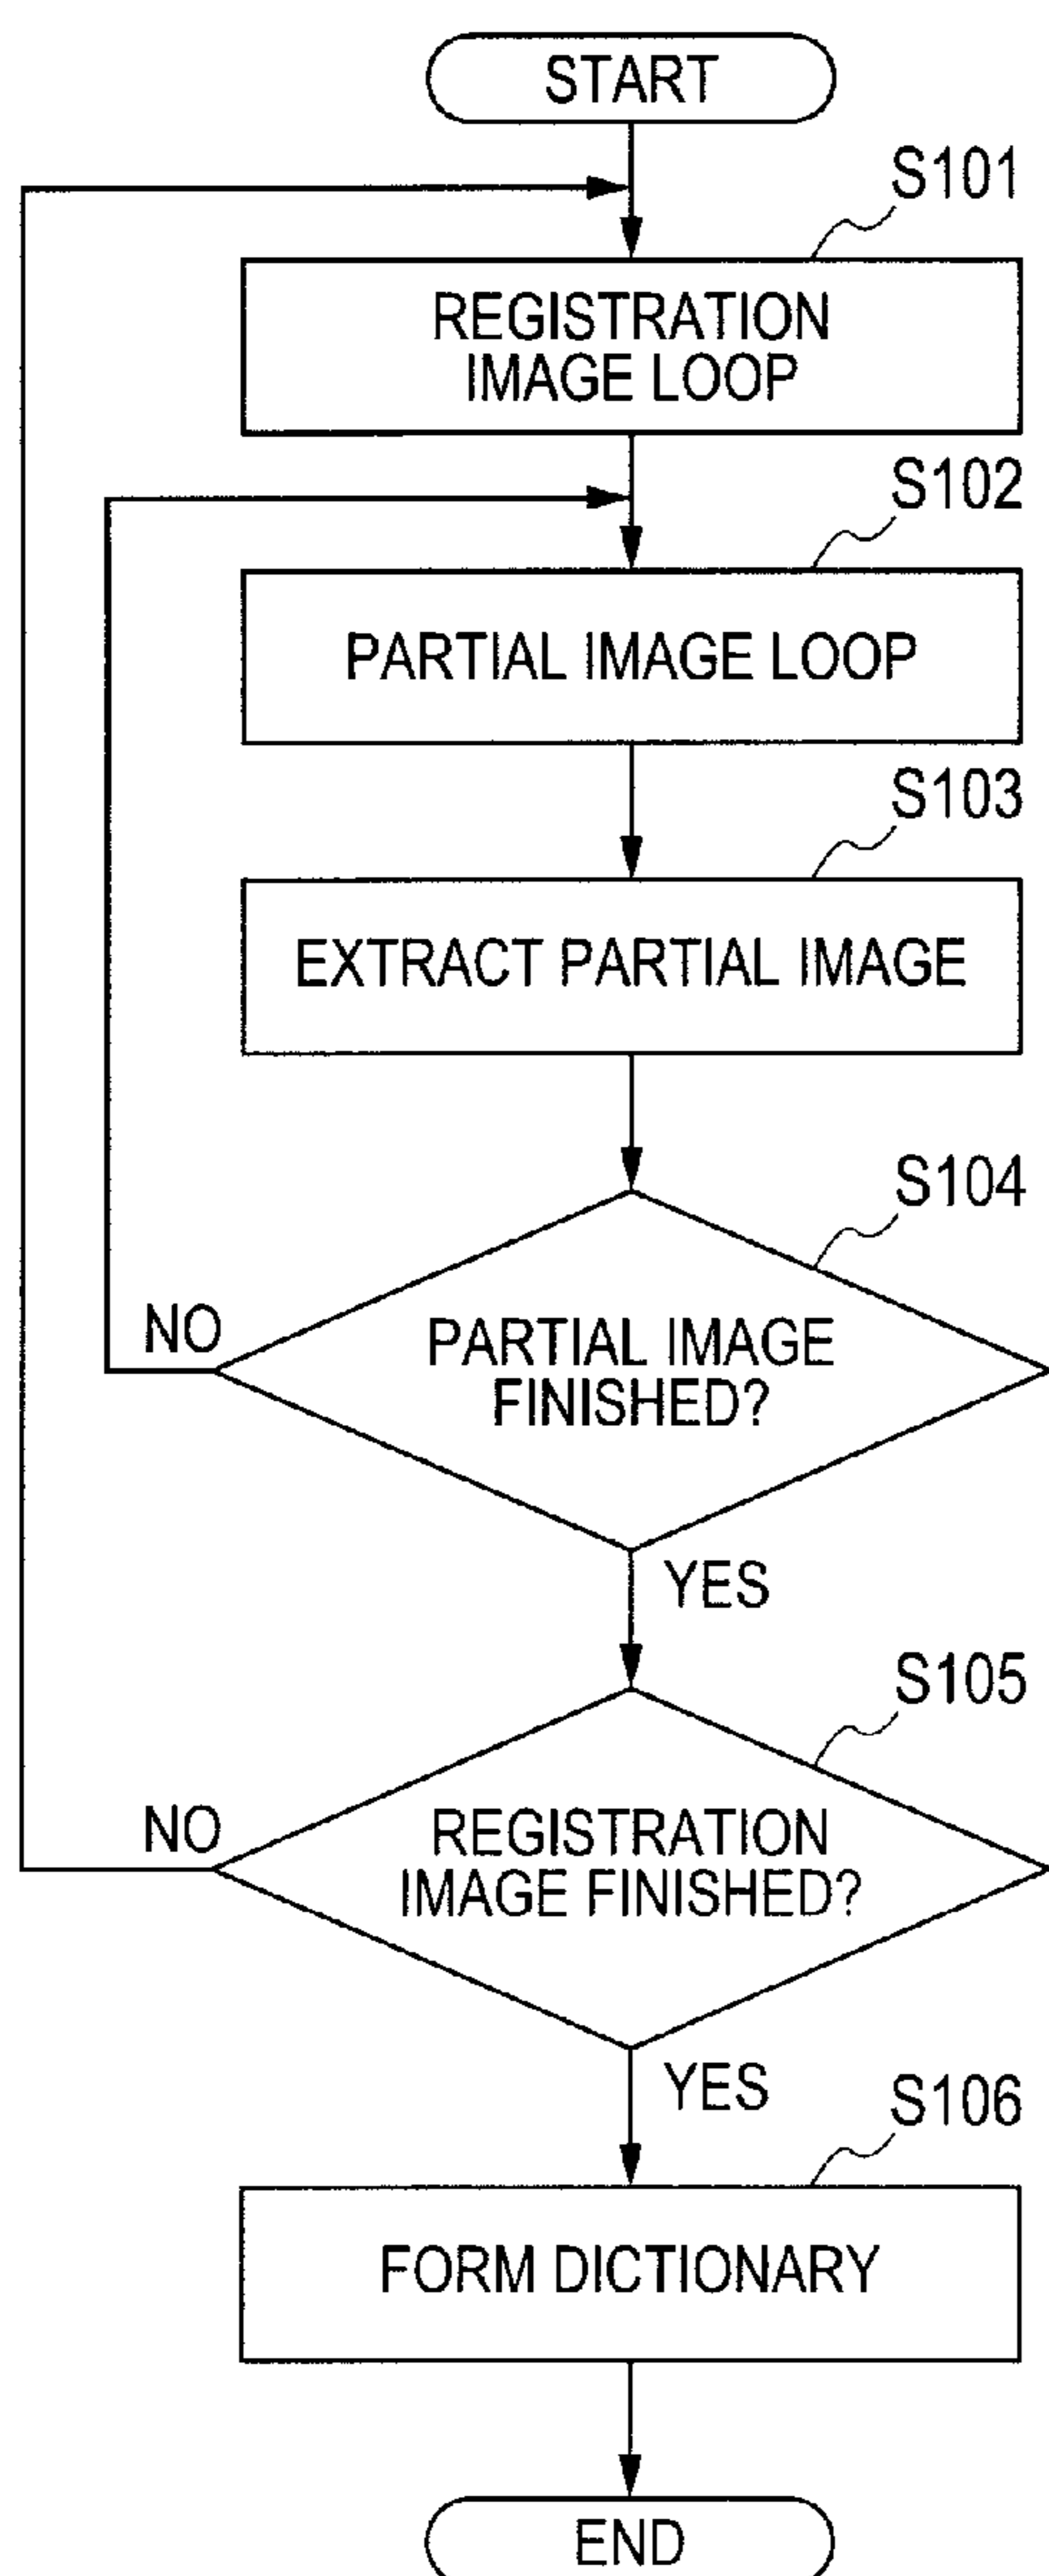 START
S101
REGISTRATION
IMAGE LOOP
S102
PARTIAL IMAGE LOOP
S103
EXTRACT PARTIAL IMAGE
S104
NO
PARTIAL IMAGE
FINISHED?
YES
S105
NO
REGISTRATION
IMAGE FINISHED?
YES
S106
FORM DICTIONARY
END